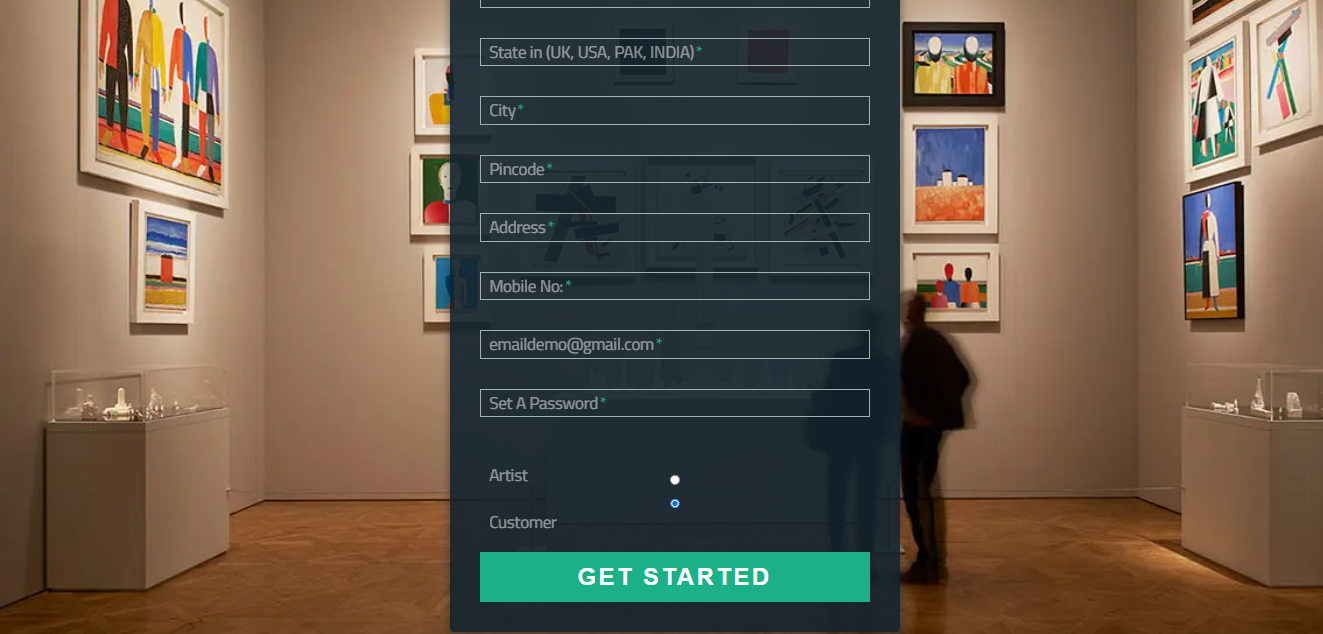 State in (UK, USA, PAK, INDIA)*
City*
Pincode*
Address*
Mobile No:*
emaildemo@gmail.com*
Set A Password*
Artist
Customer
GET STARTED